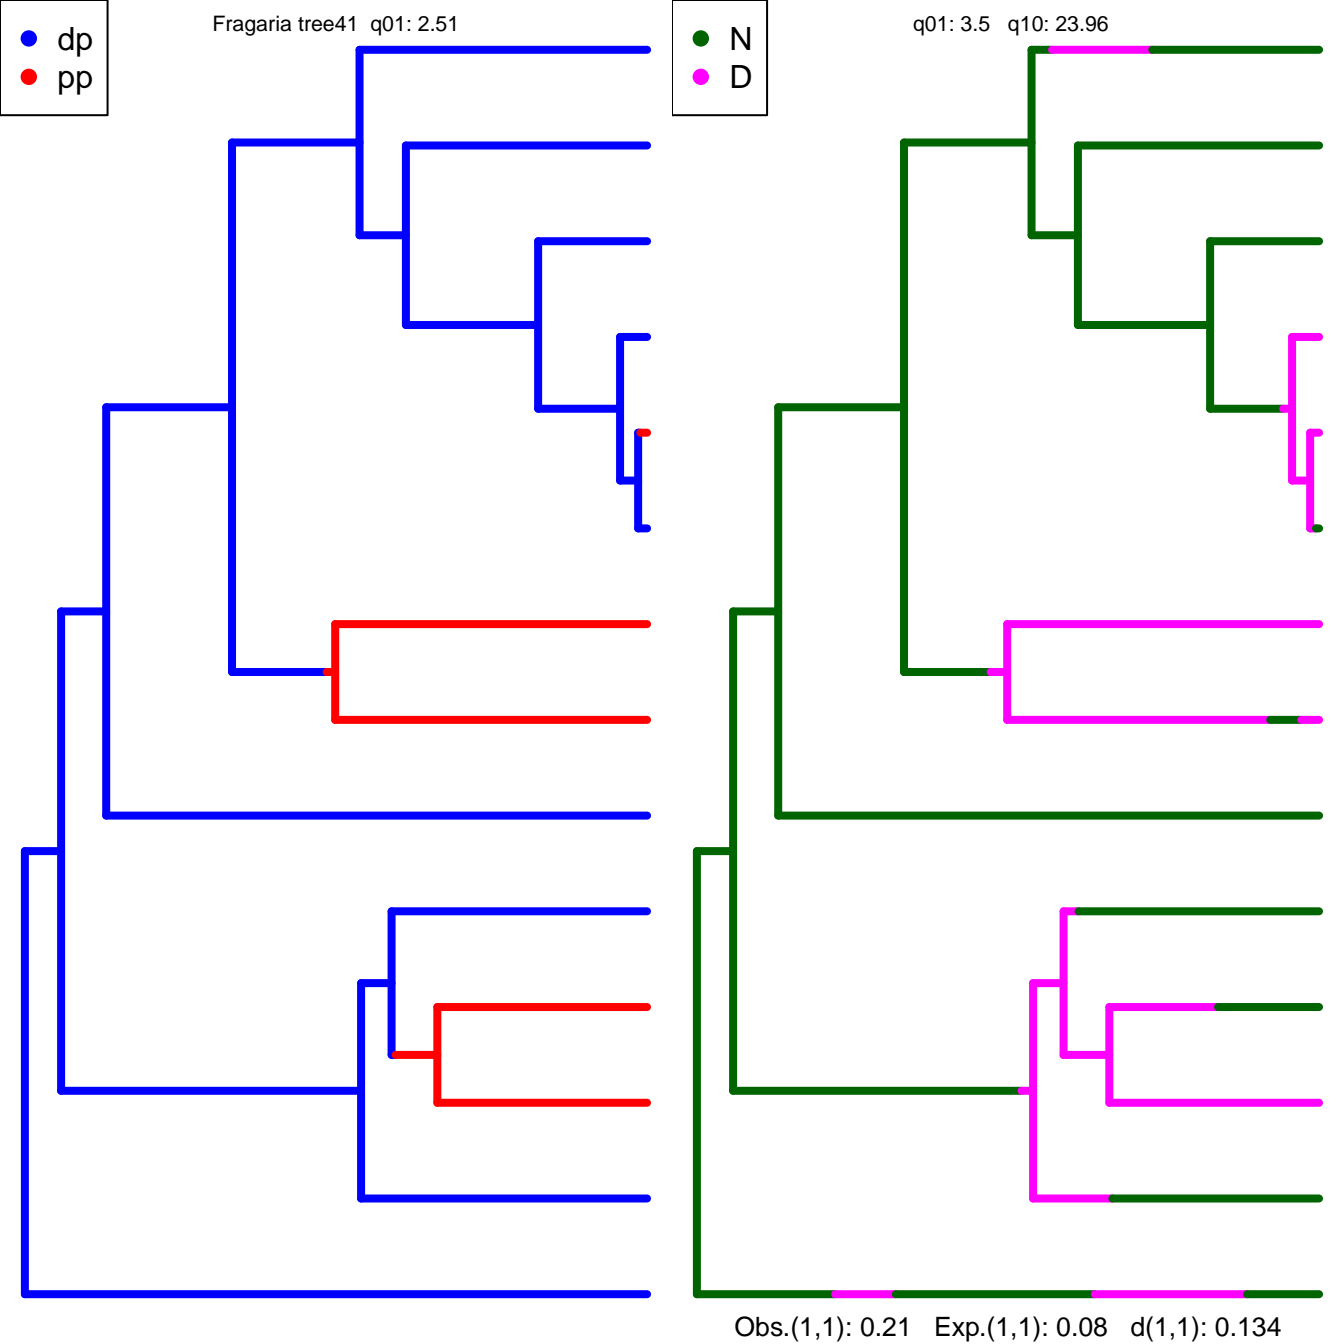 Fragaria tree41 q01: 2.51
dp
pp
q01: 3.5 q10: 23.96
N
D
Obs.(1,1): 0.21 Exp.(1,1): 0.08 d(1,1): 0.134